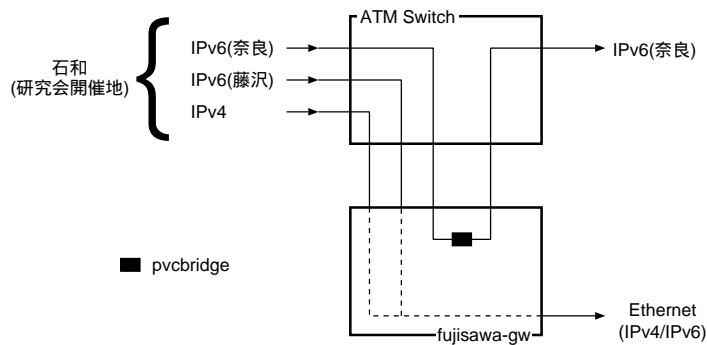 ATM Switch
石和
(研究会開催地)
IPv6(奈良)
IPv6(藤沢)
IPv4
IPv6(奈良)
pvcbridge
fujisawa-gw
Ethernet
(IPv4/IPv6)